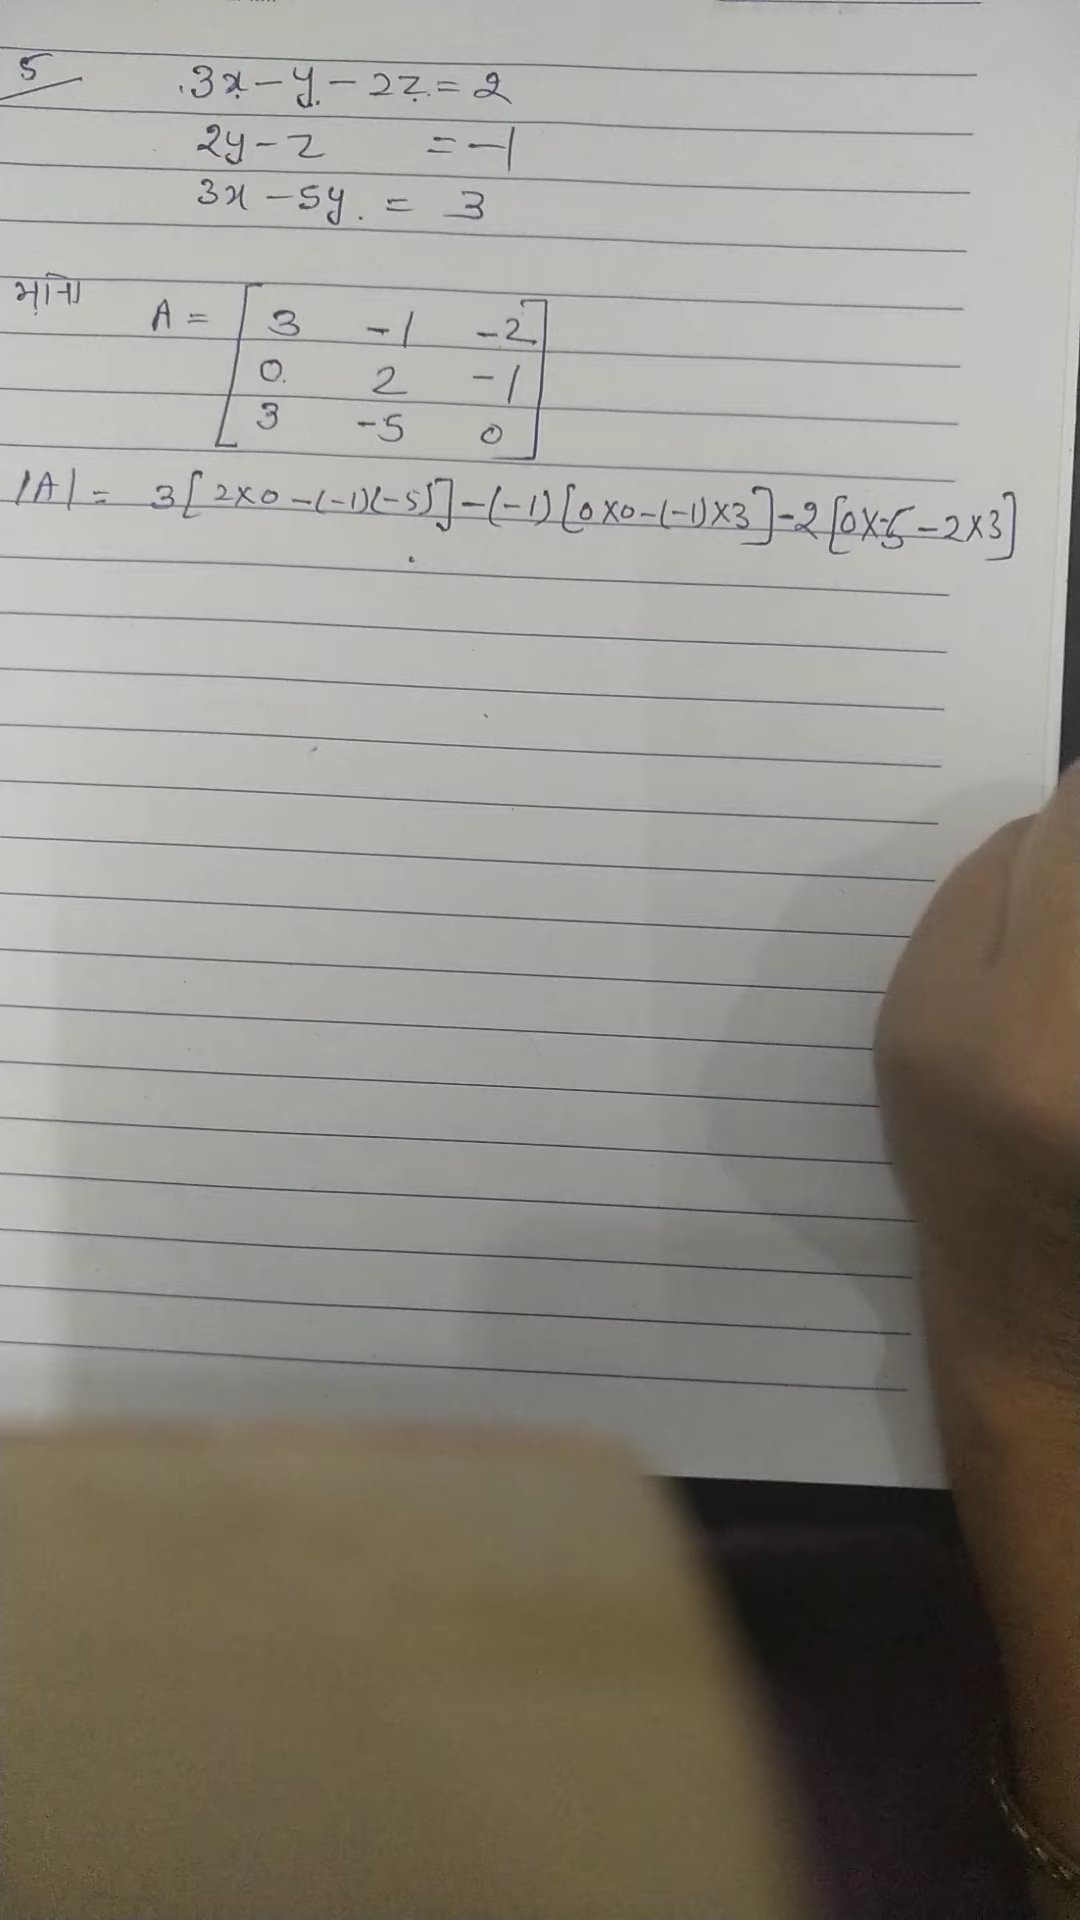 5
3x - y - 2z = 2
2y - z = -1
3x - 5y = 3
माना A = [3 -1 -2
0 2 -1
3 -5 0]
|A| = 3[2×0-(-1)(-5)]-(-1)[0×0-(-1)×3]-2[0×-5-2×3]